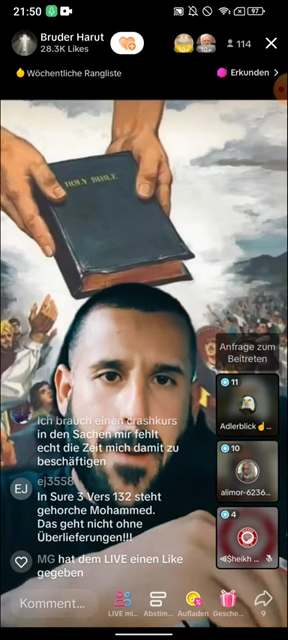 21:50
97
Bruder Harut
28.3K Likes
10+
10+
114
Wöchentliche Rangliste
Erkunden >
HOLY BIBLE
Anfrage zum
Beitreten
11
Adlerblick☝...
10
alimor-6236...
4
Sheikh ...
Ich brauch einen crashkurs
in den Sachen mir fehlt
echt die Zeit mich damit zu
beschäftigen
EJ
ej3558
In Sure 3 Vers 132 steht
gehorche Mohammed.
Das geht nicht ohne
Überlieferungen!!!
MG hat dem LIVE einen Like
gegeben
Komment...
LIVE mi...
Abstim...
Aufladen
Gesche...
9